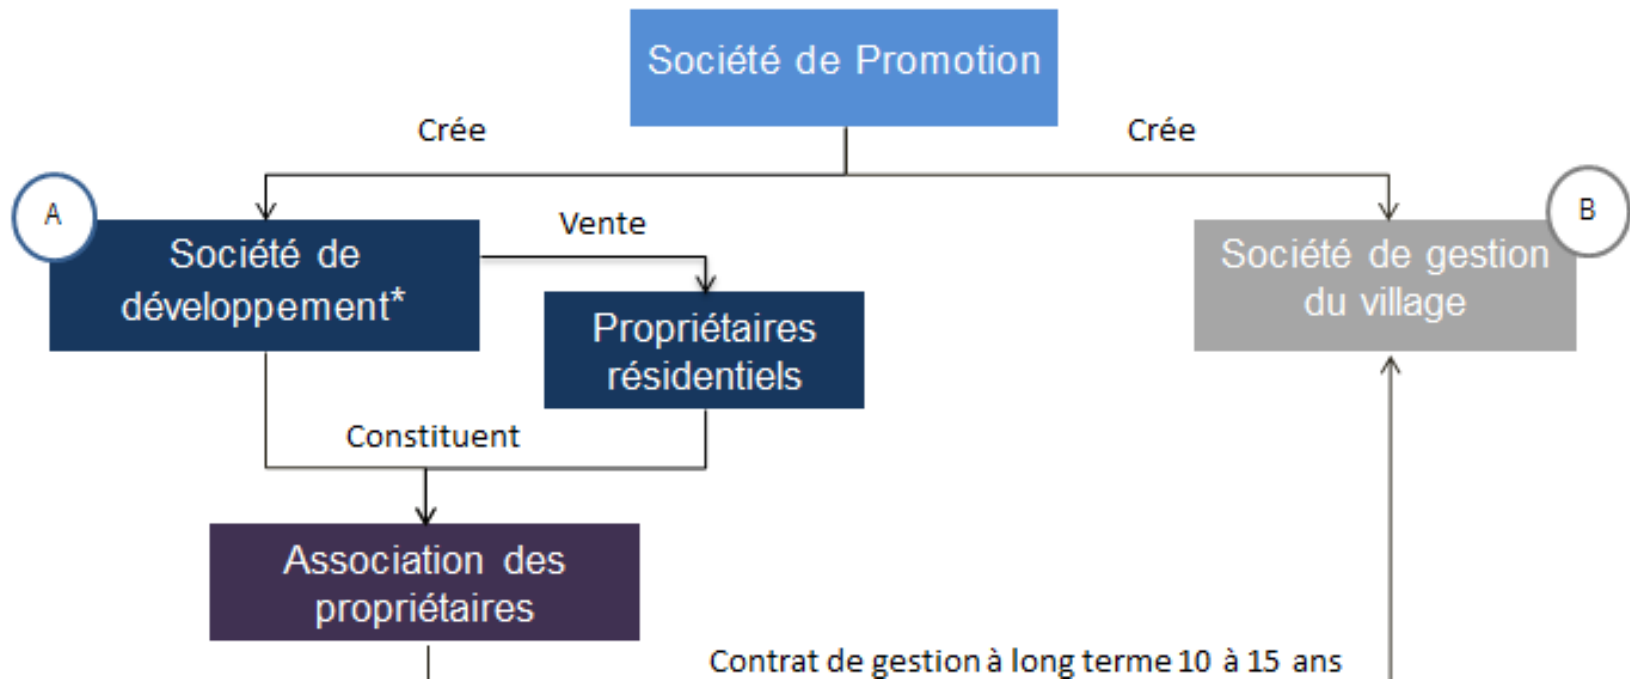 Société de Promotion
Crée
Crée
A
B
Société de
développement*
Vente
Société de gestion
du village
Propriétaires
résidentiels
Constituent
Association des
propriétaires
Contrat de gestion à long terme 10 à 15 ans